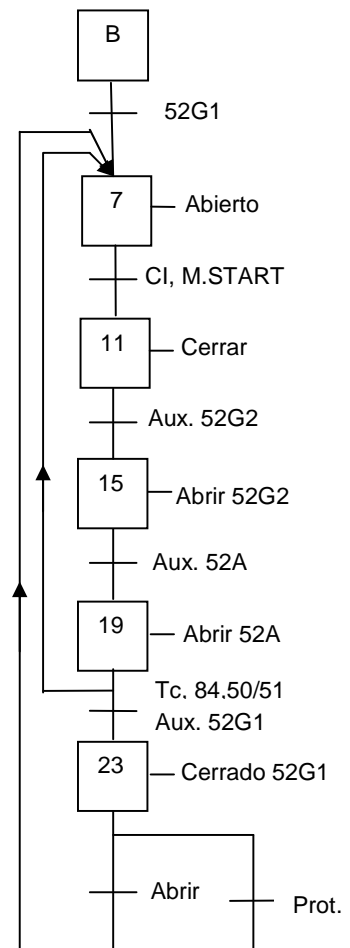 B
52G1
7
Abierto
CI, M.START
11
Cerrar
Aux. 52G2
15
Abrir 52G2
Aux. 52A
19
Abrir 52A
Tc, 84,50/51
Aux. 52G1
23
Cerrado 52G1
Abrir
Prot.